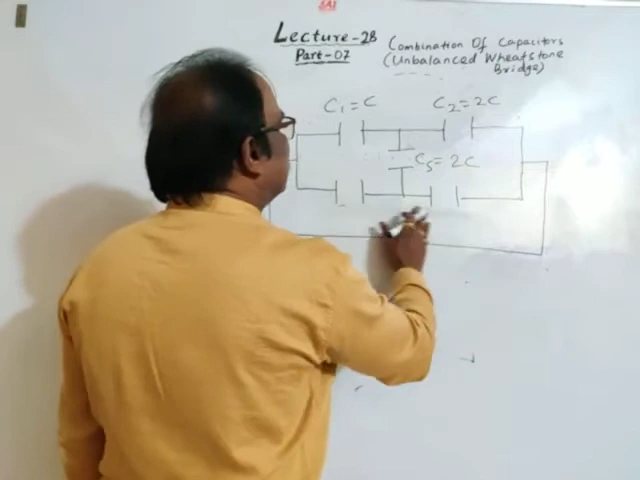 Lecture-28
Part-07
Combination Of Capacitors
(Unbalanced Wheatstone
Bridge)
C₁=C
C₂=2C
C₅=2C